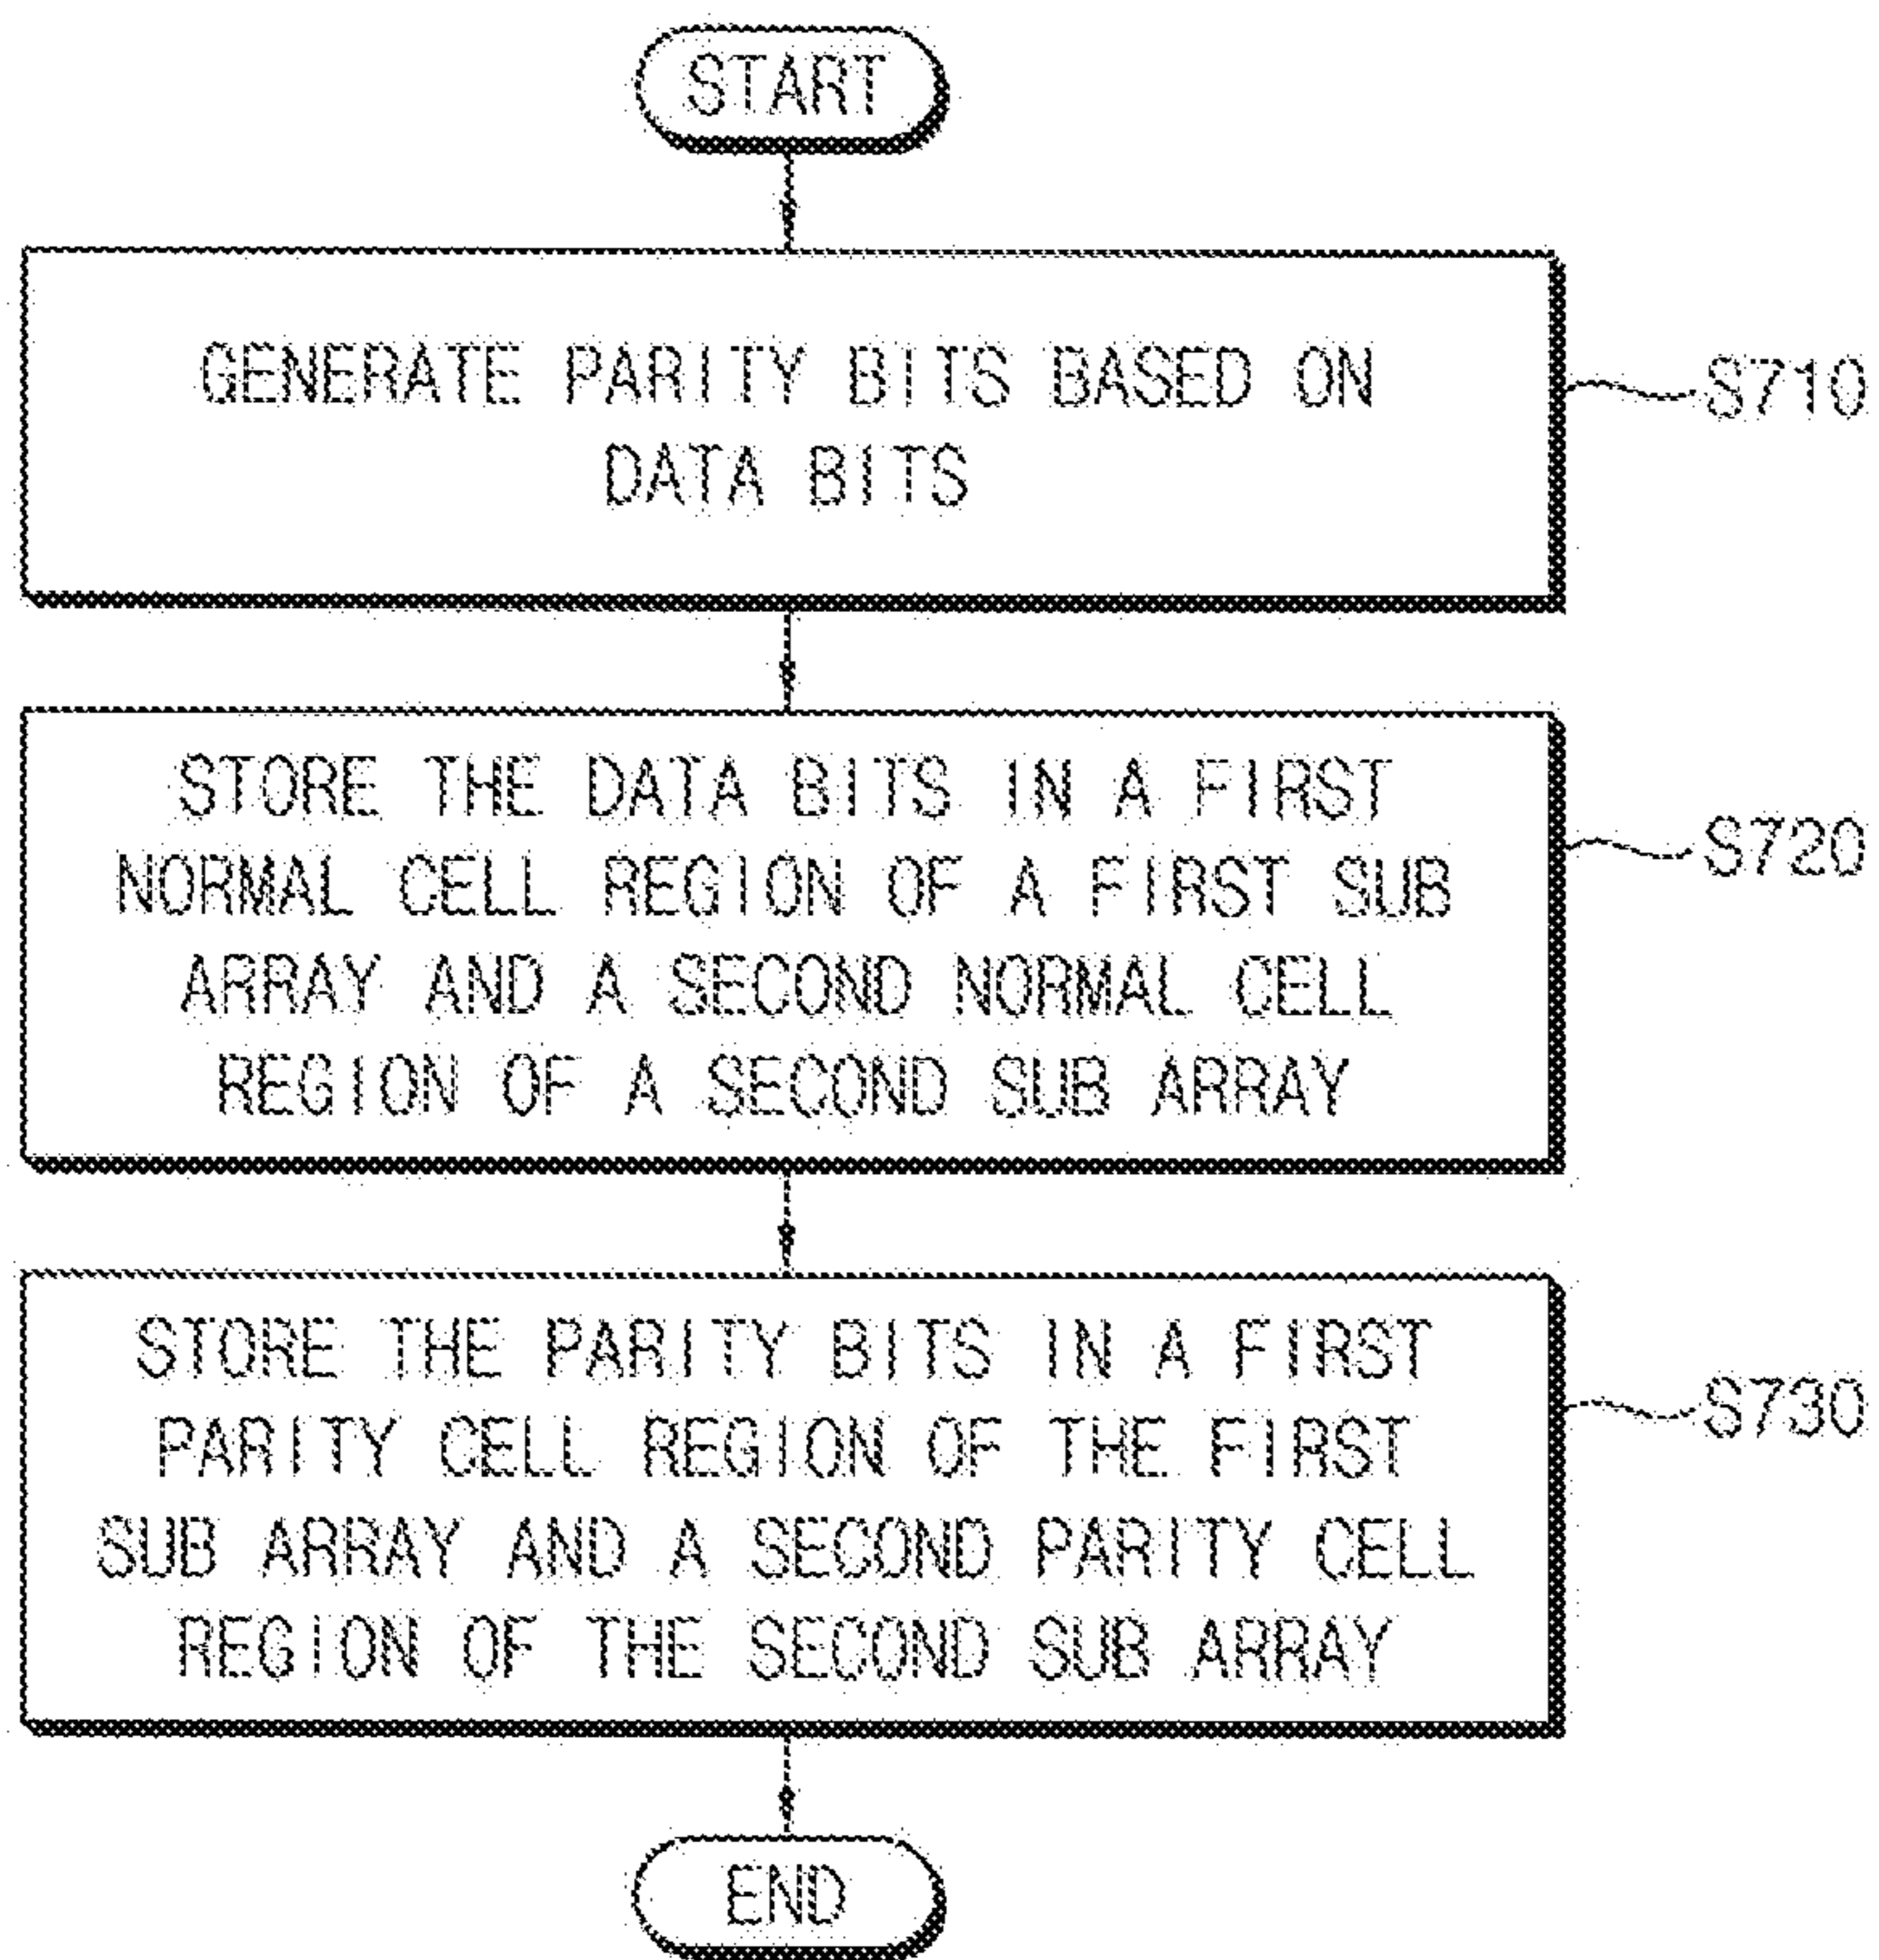 START
GENERATE PARITY BITS BASED ON
DATA BITS
S710
STORE THE DATA BITS IN A FIRST
NORMAL CELL REGION OF A FIRST SUB
ARRAY AND A SECOND NORMAL CELL
REGION OF A SECOND SUB ARRAY
S720
STORE THE PARITY BITS IN A FIRST
PARITY CELL REGION OF THE FIRST
SUB ARRAY AND A SECOND PARITY CELL
REGION OF THE SECOND SUB ARRAY
S730
END